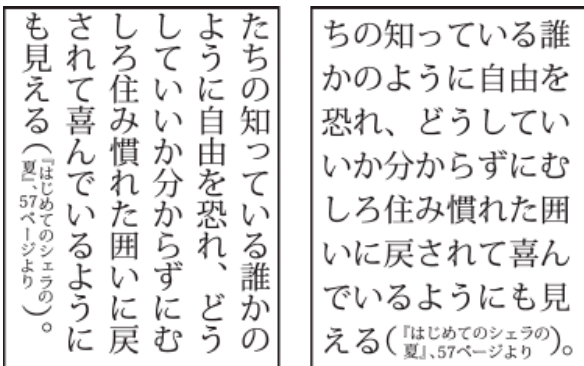 たちの知っている誰かの
ように自由を恐れ、どう
していいか分からずにむ
しろ住み慣れた囲いに戻
されて喜んでいるように
も見える(『はじめてのシェラの
夏』、57ページより)。
ちの知っている誰
かのように自由を
恐れ、どうしてい
いか分からずにむ
しろ住み慣れた囲
いに戻されて喜ん
でいるようにも見
える(『はじめてのシェラの
夏』、57ページより)。